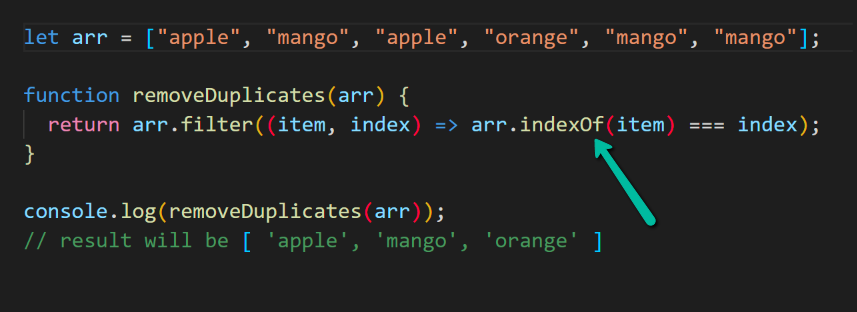 let arr = ["apple", "mango", "apple", "orange", "mango", "mango"];
function removeDuplicates(arr) {
  return arr.filter((item, index) => arr.indexOf(item) === index);
}
console.log(removeDuplicates(arr));
// result will be [ 'apple', 'mango', 'orange' ]